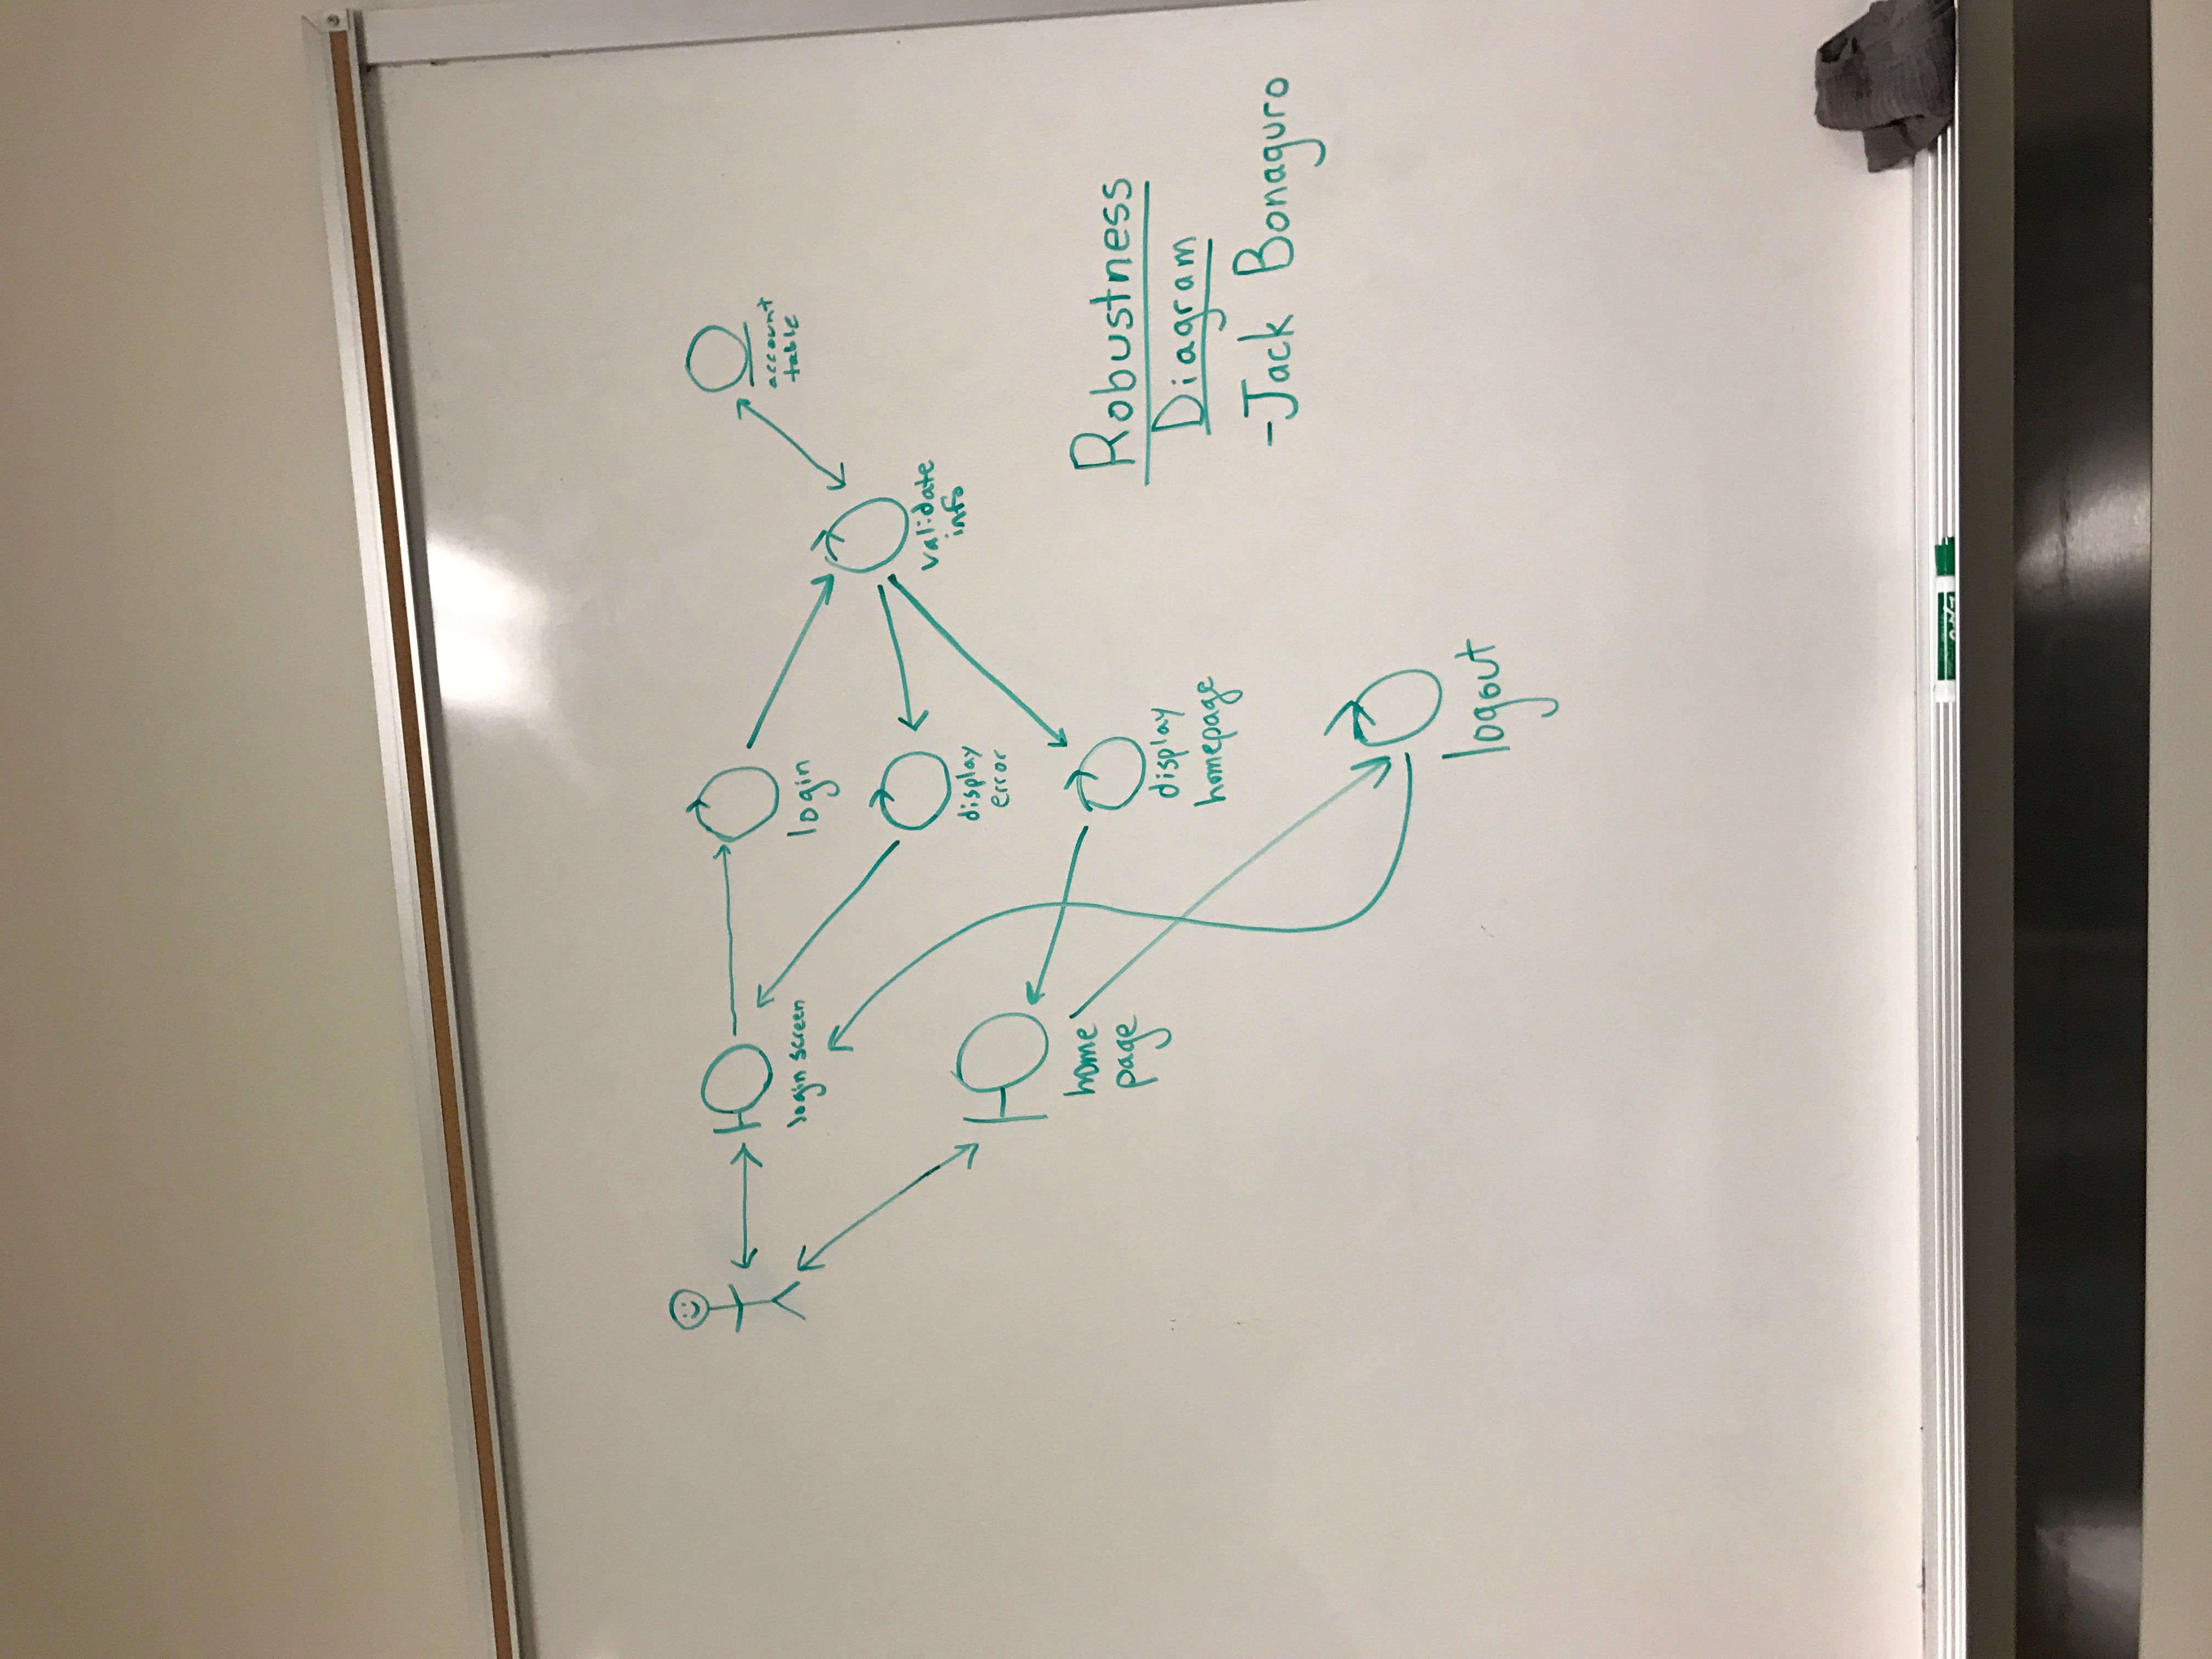 login screen
login
account
table
validate
info
display
error
home
page
display
homepage
Robustness
Diagram
-Jack Bonaguro
logout